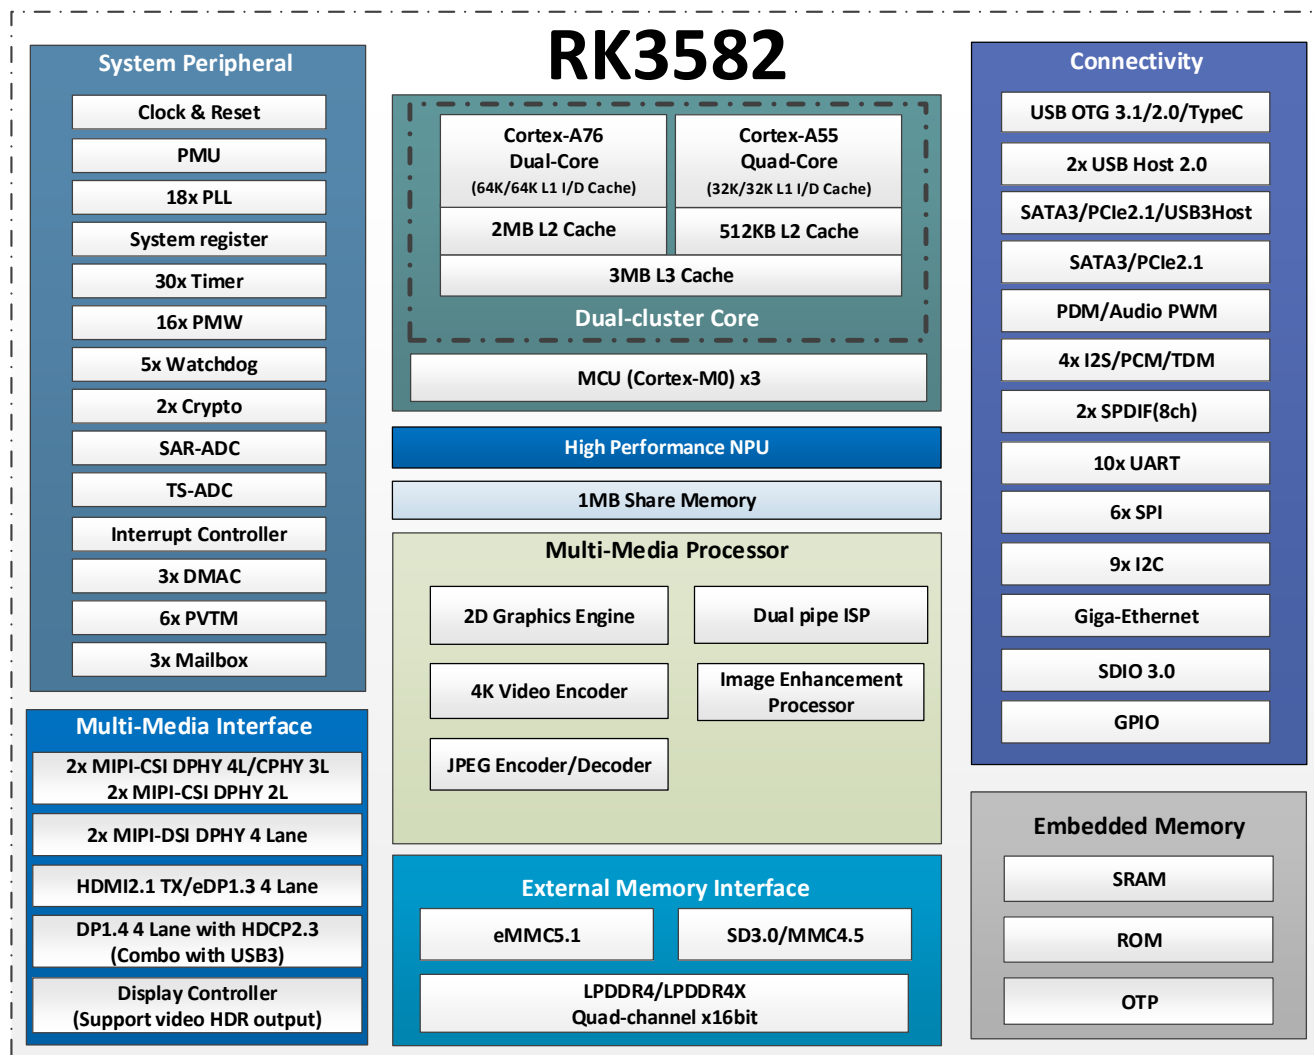 RK3582
System Peripheral
Clock & Reset
PMU
18x PLL
System register
30x Timer
16x PMW
5x Watchdog
2x Crypto
SAR-ADC
TS-ADC
Interrupt Controller
3x DMAC
6x PVTM
3x Mailbox
Multi-Media Interface
2x MIPI-CSI DPHY 4L/CPHY 3L
2x MIPI-CSI DPHY 2L
2x MIPI-DSI DPHY 4 Lane
HDMI2.1 TX/eDP1.3 4 Lane
DP1.4 4 Lane with HDCP2.3
(Combo with USB3)
Display Controller
(Support video HDR output)
Cortex-A76
Dual-Core
(64K/64K L1 I/D Cache)
2MB L2 Cache
Cortex-A55
Quad-Core
(32K/32K L1 I/D Cache)
512KB L2 Cache
3MB L3 Cache
Dual-cluster Core
MCU (Cortex-M0) x3
High Performance NPU
1MB Share Memory
Multi-Media Processor
2D Graphics Engine
Dual pipe ISP
4K Video Encoder
Image Enhancement
Processor
JPEG Encoder/Decoder
External Memory Interface
eMMC5.1
SD3.0/MMC4.5
LPDDR4/LPDDR4X
Quad-channel x16bit
Connectivity
USB OTG 3.1/2.0/TypeC
2x USB Host 2.0
SATA3/PCIe2.1/USB3Host
SATA3/PCIe2.1
PDM/Audio PWM
4x I2S/PCM/TDM
2x SPDIF(8ch)
10x UART
6x SPI
9x I2C
Giga-Ethernet
SDIO 3.0
GPIO
Embedded Memory
SRAM
ROM
OTP